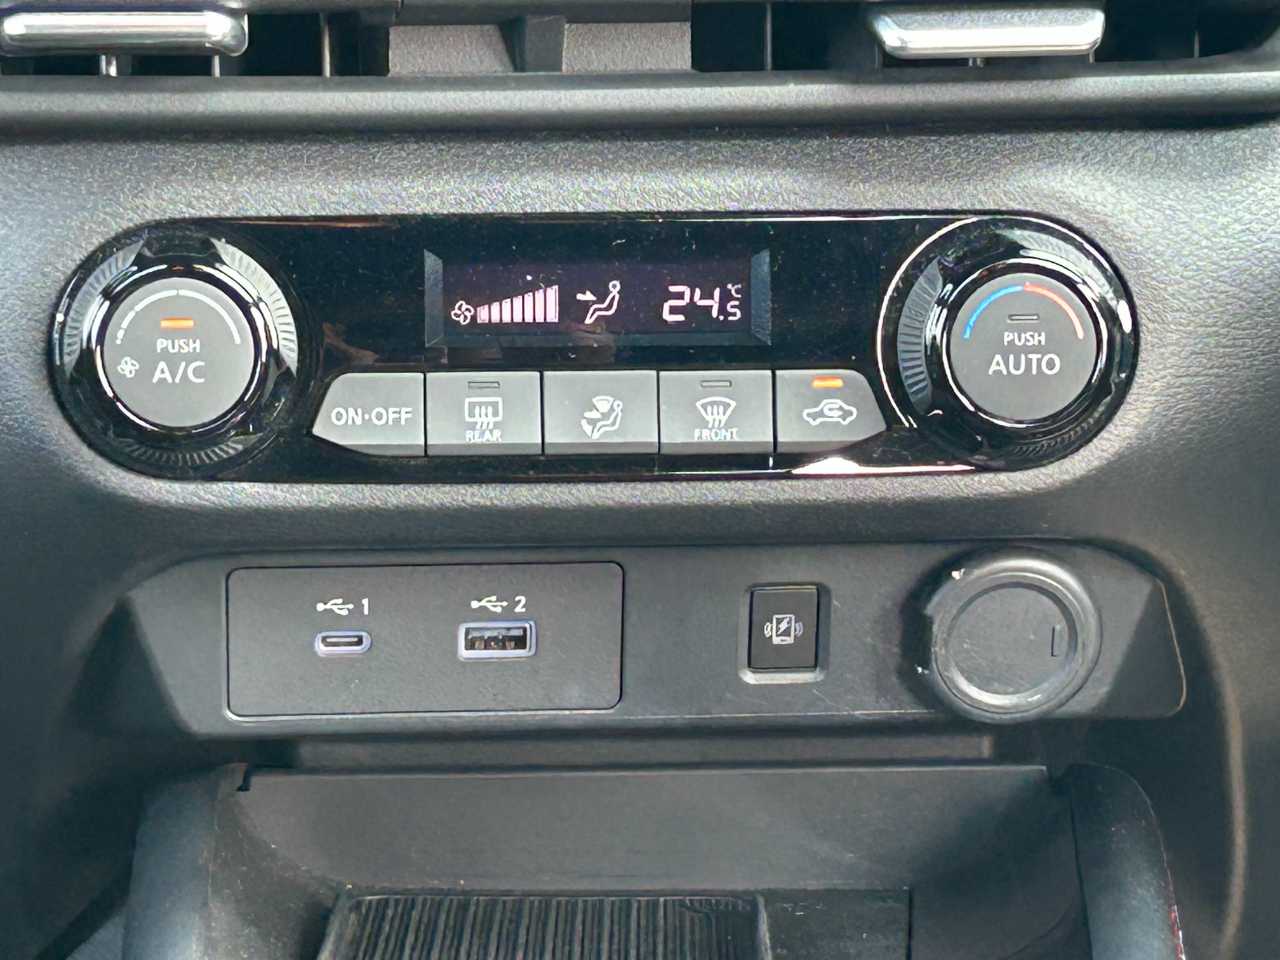 24.5°C
PUSH
A/C
PUSH
AUTO
ON·OFF
REAR
FRONT
1
2